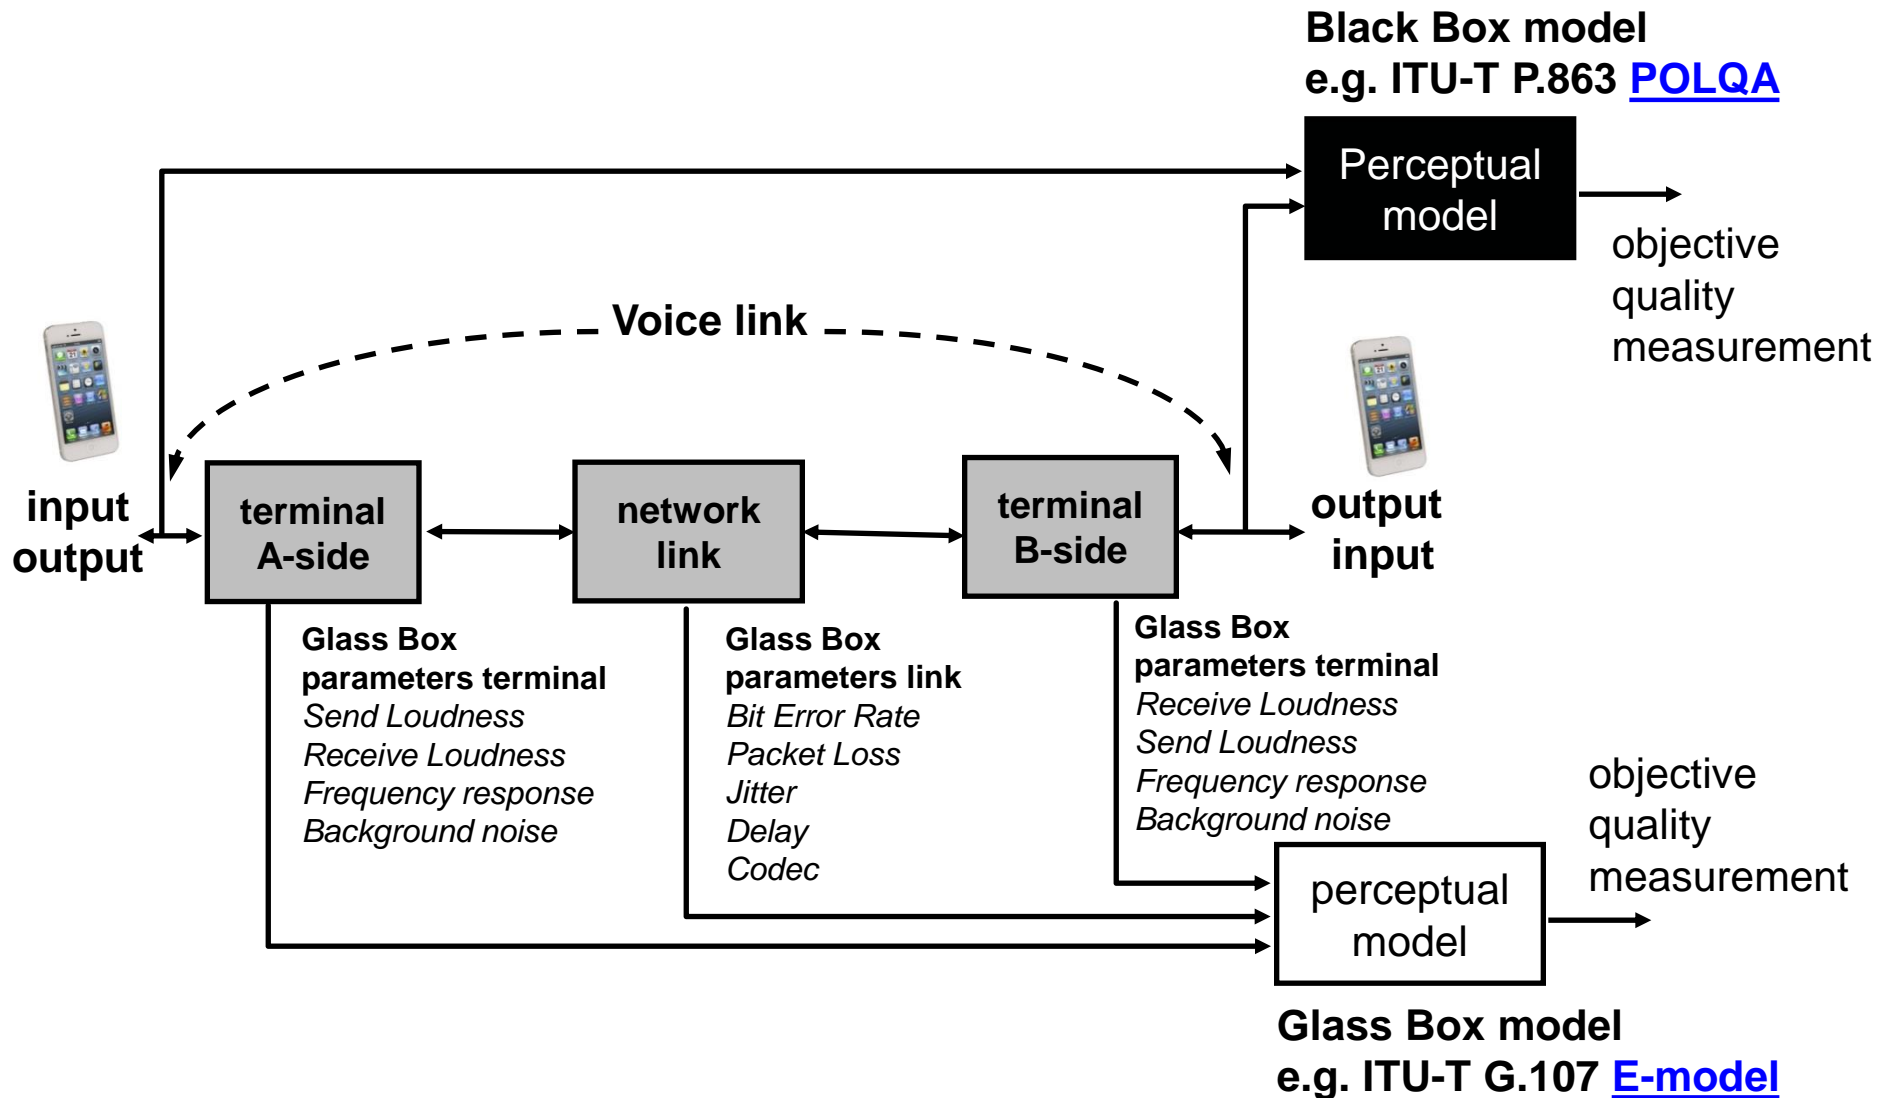 Black Box model
e.g. ITU-T P.863 POLQA
Perceptual
model
objective
quality
measurement
Voice link
input
output
terminal
A-side
network
link
terminal
B-side
output
input
Glass Box
parameters terminal
Send Loudness
Receive Loudness
Frequency response
Background noise
Glass Box
parameters link
Bit Error Rate
Packet Loss
Jitter
Delay
Codec
Glass Box
parameters terminal
Receive Loudness
Send Loudness
Frequency response
Background noise
objective
quality
measurement
perceptual
model
Glass Box model
e.g. ITU-T G.107 E-model